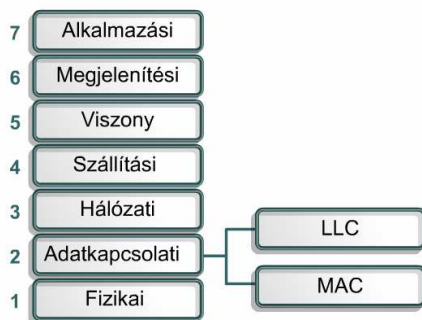 7 Alkalmazási
6 Megjelenítési
5 Viszony
4 Szállítási
3 Hálózati
2 Adatkapcsolati
1 Fizikai
LLC
MAC